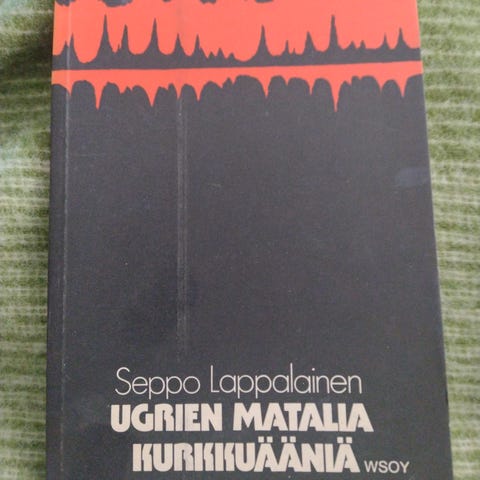 Seppo Lappalainen
UGRIEN MATALIA
KURKKUÄÄNIÄ WSOY